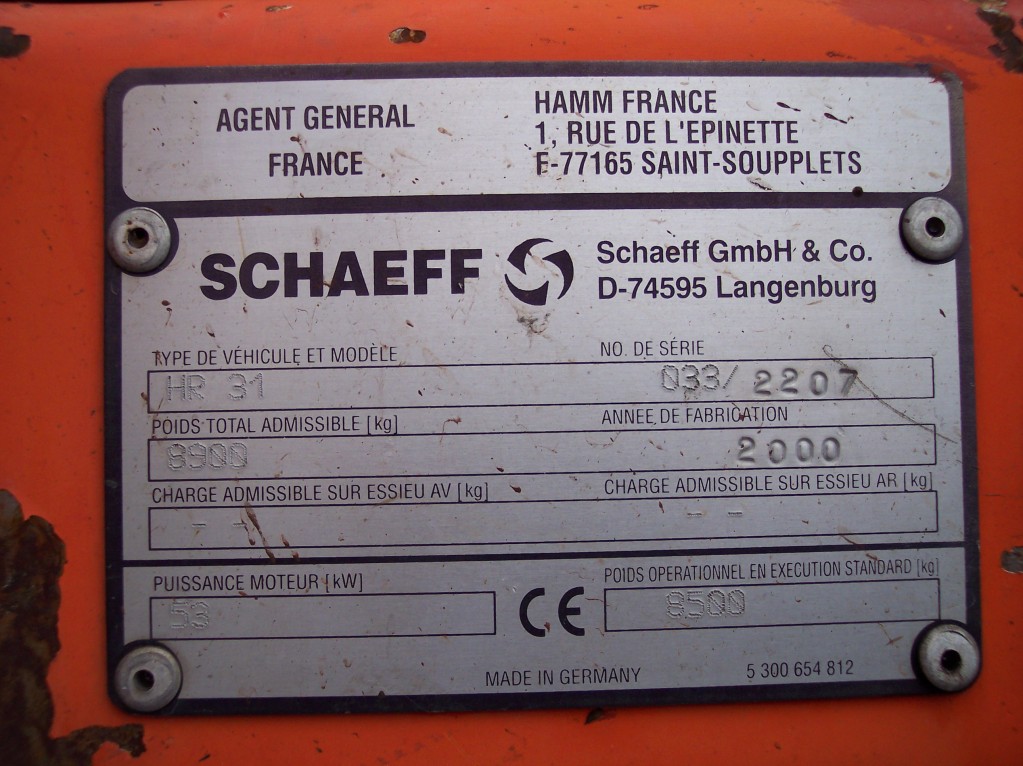 AGENT GENERAL
FRANCE
HAMM FRANCE
1, RUE DE L'EPINETTE
F-77165 SAINT-SOUPPLETS
SCHAEFF
Schaeff GmbH & Co.
D-74595 Langenburg
TYPE DE VÉHICULE ET MODÈLE
NO. DE SÉRIE
HR 31
033/ 2207
POIDS TOTAL ADMISSIBLE [kg]
ANNEE DE FABRICATION
8900
2000
CHARGE ADMISSIBLE SUR ESSIEU AV [kg]
CHARGE ADMISSIBLE SUR ESSIEU AR [kg]
- -
- -
PUISSANCE MOTEUR [kW]
POIDS OPERATIONNEL EN EXECUTION STANDARD [kg]
53
CE
8500
MADE IN GERMANY
5 300 654 812